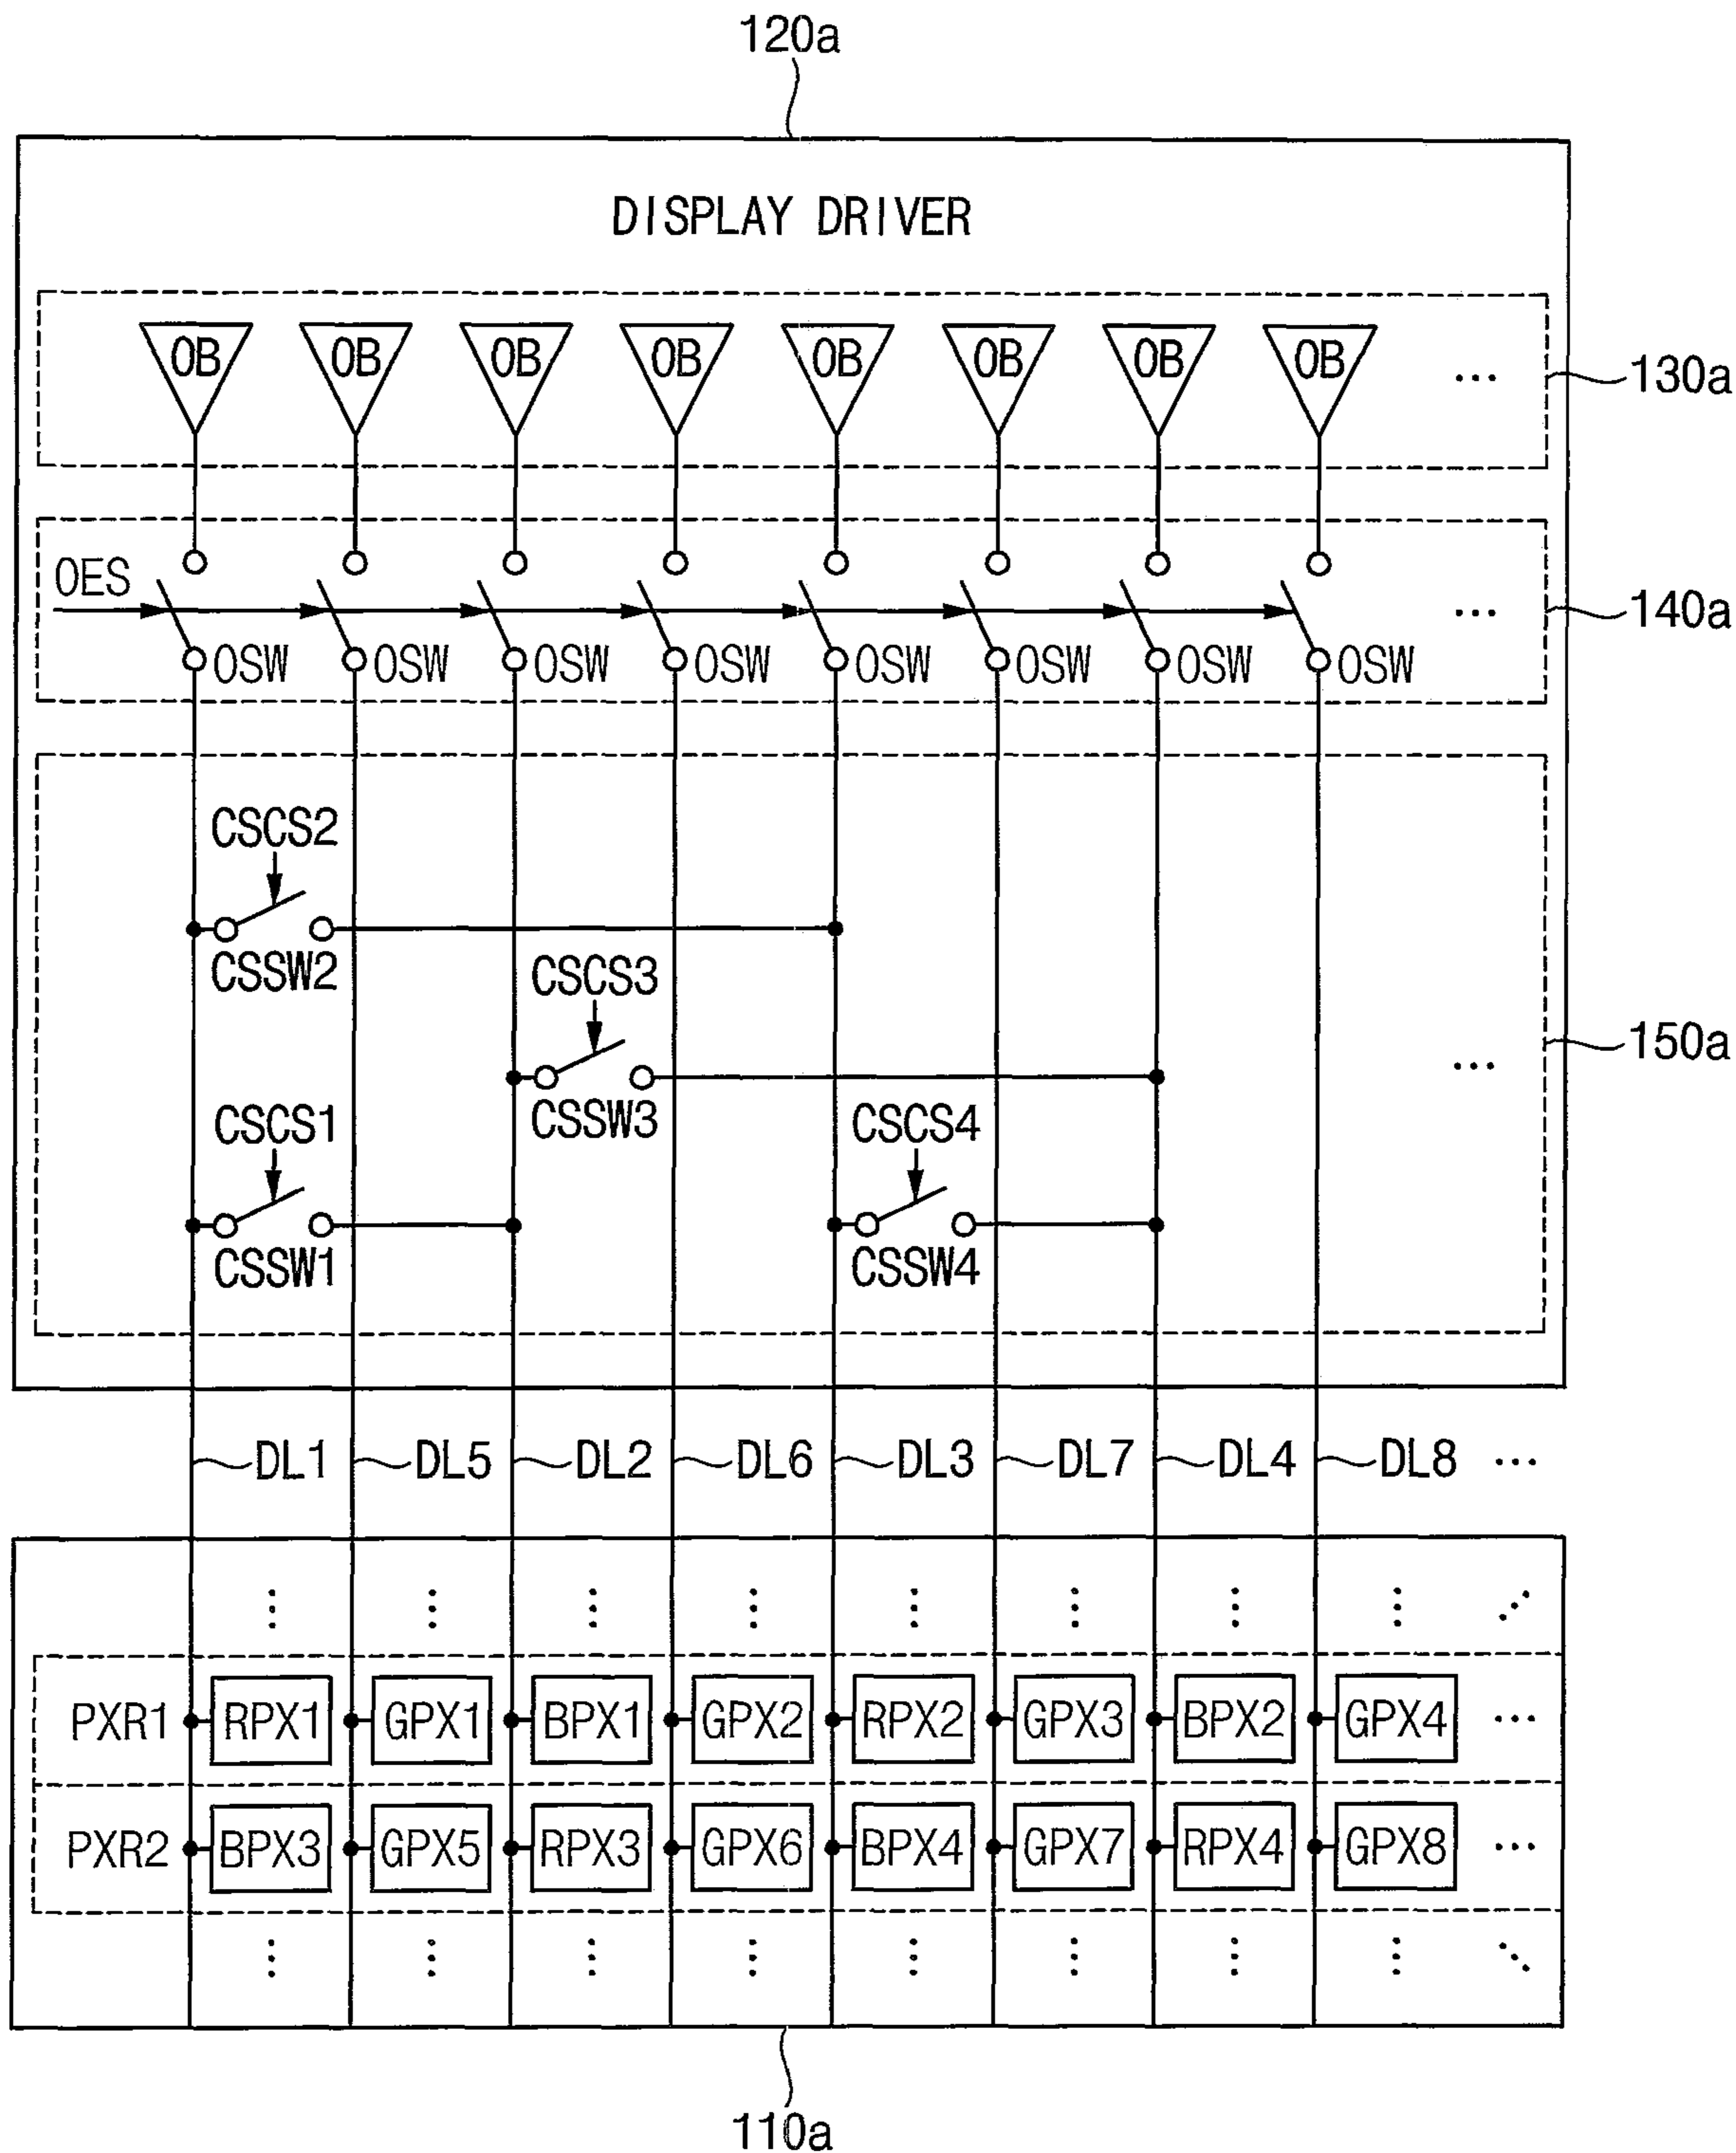 120a
DISPLAY DRIVER
OB OB OB OB OB OB OB OB ...
130a
OES
OSW OSW OSW OSW OSW OSW OSW OSW ...
140a
CSCS2
CSSW2
CSCS3
CSSW3
150a
...
CSCS1
CSSW1
CSCS4
CSSW4
DL1 DL5 DL2 DL6 DL3 DL7 DL4 DL8 ...
PXR1 RPX1 GPX1 BPX1 GPX2 RPX2 GPX3 BPX2 GPX4 ...
PXR2 BPX3 GPX5 RPX3 GPX6 BPX4 GPX7 RPX4 GPX8 ...
110a